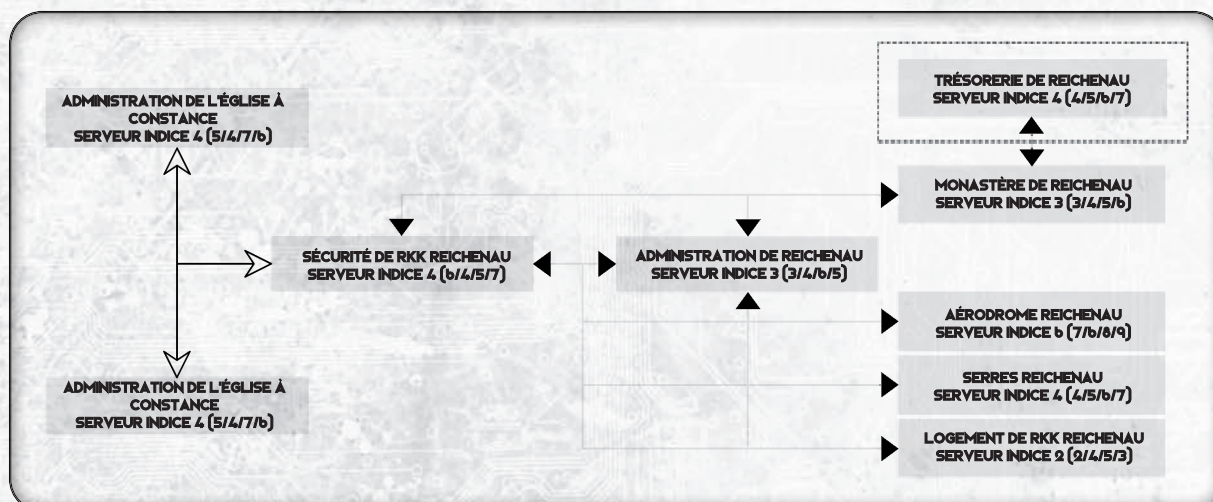 ADMINISTRATION DE L'ÉGLISE À
CONSTANCE
SERVEUR INDICE 4 (5/4/7/6)
TRÉSORERIE DE REICHENAU
SERVEUR INDICE 4 (4/5/6/7)
MONASTÈRE DE REICHENAU
SERVEUR INDICE 3 (3/4/5/6)
SÉCURITÉ DE RKK REICHENAU
SERVEUR INDICE 4 (6/4/5/7)
ADMINISTRATION DE REICHENAU
SERVEUR INDICE 3 (3/4/6/5)
AÉRODROME REICHENAU
SERVEUR INDICE 6 (7/6/8/9)
SERRES REICHENAU
SERVEUR INDICE 4 (4/5/6/7)
ADMINISTRATION DE L'ÉGLISE À
CONSTANCE
SERVEUR INDICE 4 (5/4/7/6)
LOGEMENT DE RKK REICHENAU
SERVEUR INDICE 2 (2/4/5/3)